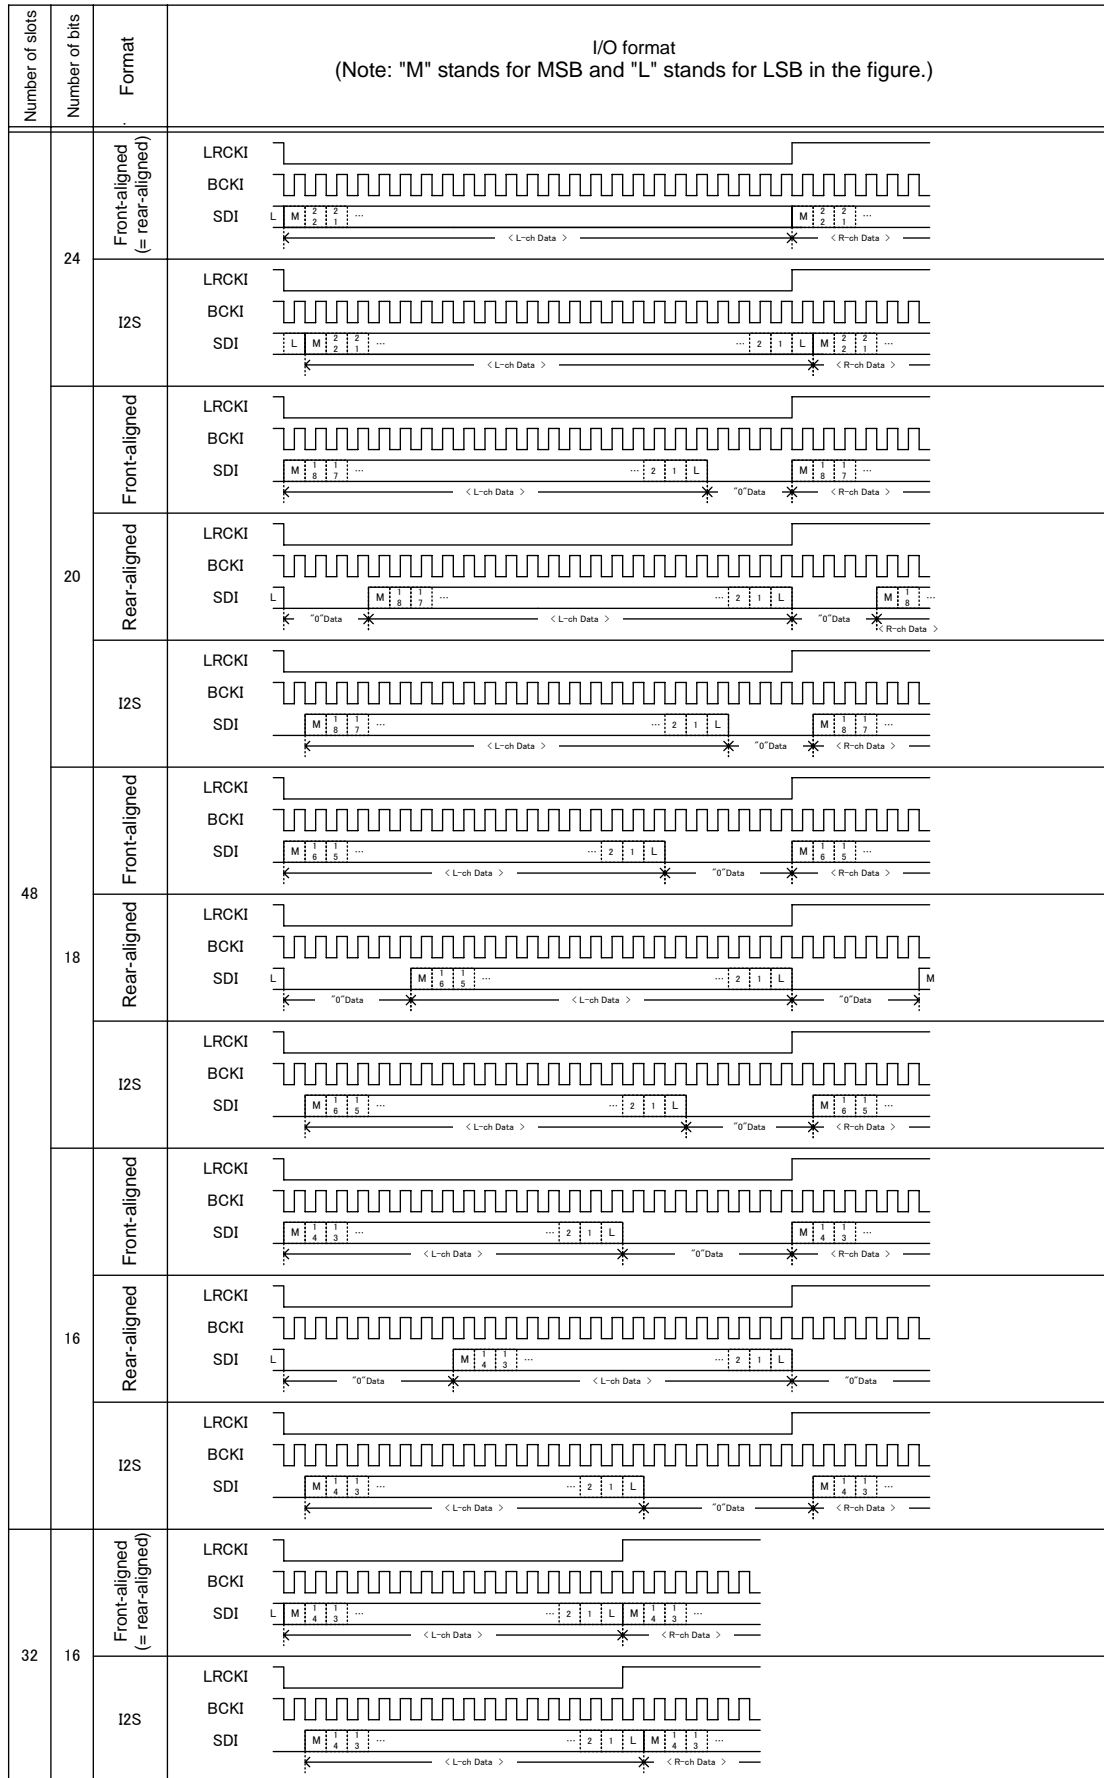 Number of slots
Number of bits
Format
.
I/O format
(Note: "M" stands for MSB and "L" stands for LSB in the figure.)
48
24
Front-aligned
(= rear-aligned)
LRCKI
BCKI
SDI L M 22 21 ... M 22 21 ...
< L-ch Data > < R-ch Data >
I2S
LRCKI
BCKI
SDI L M 22 21 ... ... 2 1 L M 22 21 ...
< L-ch Data > < R-ch Data >
20
Front-aligned
LRCKI
BCKI
SDI M 18 17 ... ... 2 1 L M 18 17 ...
< L-ch Data > "0"Data < R-ch Data >
Rear-aligned
LRCKI
BCKI
SDI L M 18 17 ... ... 2 1 L M 18 ...
"0"Data < L-ch Data > "0"Data < R-ch Data >
I2S
LRCKI
BCKI
SDI M 18 17 ... ... 2 1 L M 18 17 ...
< L-ch Data > "0"Data < R-ch Data >
18
Front-aligned
LRCKI
BCKI
SDI M 16 15 ... ... 2 1 L M 16 15 ...
< L-ch Data > "0"Data < R-ch Data >
Rear-aligned
LRCKI
BCKI
SDI L M 16 15 ... ... 2 1 L M
"0"Data < L-ch Data > "0"Data
I2S
LRCKI
BCKI
SDI M 16 15 ... ... 2 1 L M 16 15 ...
< L-ch Data > "0"Data < R-ch Data >
16
Front-aligned
LRCKI
BCKI
SDI M 14 13 ... ... 2 1 L M 14 13 ...
< L-ch Data > "0"Data < R-ch Data >
Rear-aligned
LRCKI
BCKI
SDI L M 14 13 ... ... 2 1 L
"0"Data < L-ch Data > "0"Data
I2S
LRCKI
BCKI
SDI M 14 13 ... ... 2 1 L M 14 13 ...
< L-ch Data > "0"Data < R-ch Data >
32
16
Front-aligned
(= rear-aligned)
LRCKI
BCKI
SDI L M 14 13 ... ... 2 1 L M 14 13 ...
< L-ch Data > < R-ch Data >
I2S
LRCKI
BCKI
SDI M 14 13 ... ... 2 1 L M 14 13 ...
< L-ch Data > < R-ch Data >